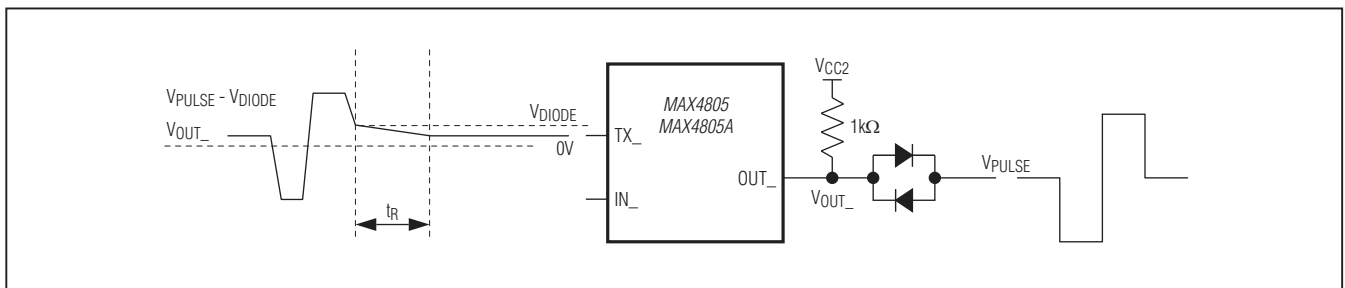 VPULSE - VDIODE
VOUT_
VDIODE
0V
tR
MAX4805
MAX4805A
TX_
IN_
OUT_
VCC2
1kΩ
VOUT_
VPULSE